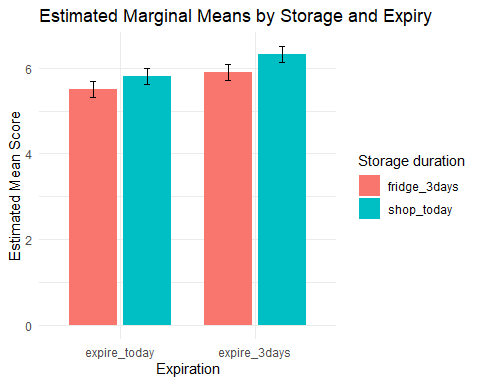 Estimated Marginal Means by Storage and Expiry
Estimated Mean Score
6
4
2
0
expire_today
expire_3days
Expiration
Storage duration
fridge_3days
shop_today